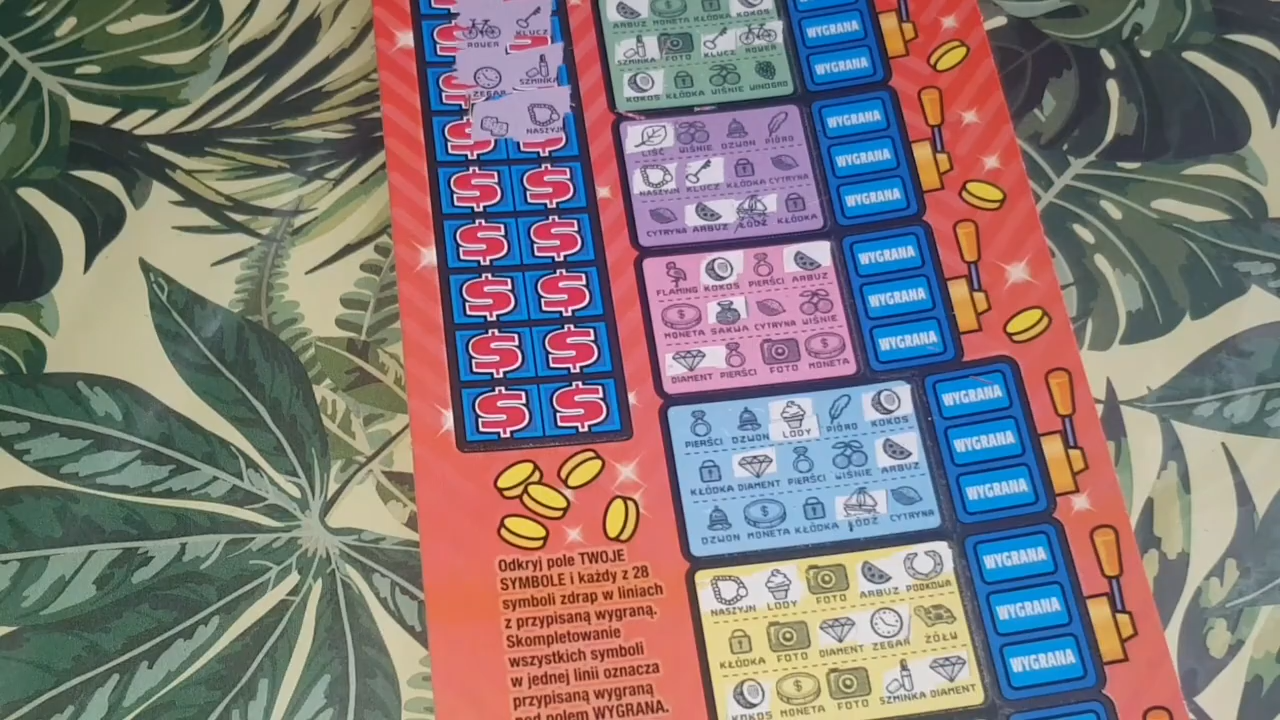 ROWER KLUCZ
ZEGAR SZMINKA
NASZYJN
ARBUZ MONETA KŁÓDKA KOKOS
SZMINKA FOTO KLUCZ ROWER
KOKOS KŁÓDKA WIŚNIE WINOGRO
WYGRANA
WYGRANA
LIŚĆ WIŚNIE DZWON PIÓRO
NASZYJN KLUCZ KŁÓDKA CYTRYNA
CYTRYNA ARBUZ ŁÓDŹ KŁÓDKA
WYGRANA
WYGRANA
WYGRANA
FLAMING KOKOS PIERŚCI ARBUZ
MONETA SAKWA CYTRYNA WIŚNIE
DIAMENT PIERŚCI FOTO MONETA
WYGRANA
WYGRANA
WYGRANA
PIERŚCI DZWON LODY PIÓRO KOKOS
KŁÓDKA DIAMENT PIERŚCI WIŚNIE ARBUZ
DZWON MONETA KŁÓDKA ŁÓDŹ CYTRYNA
WYGRANA
WYGRANA
WYGRANA
NASZYJN LODY FOTO ARBUZ PODKOWA
KŁÓDKA FOTO DIAMENT ZEGAR ŻÓŁW
KOKOS MONETA FOTO SZMINKA DIAMENT
WYGRANA
WYGRANA
WYGRANA
Odkryj pole TWOJE
SYMBOLE i każdy z 28
symboli zdrap w liniach
z przypisaną wygraną.
Skompletowanie
wszystkich symboli
w jednej linii oznacza
przypisaną wygraną
pod polem WYGRANA.